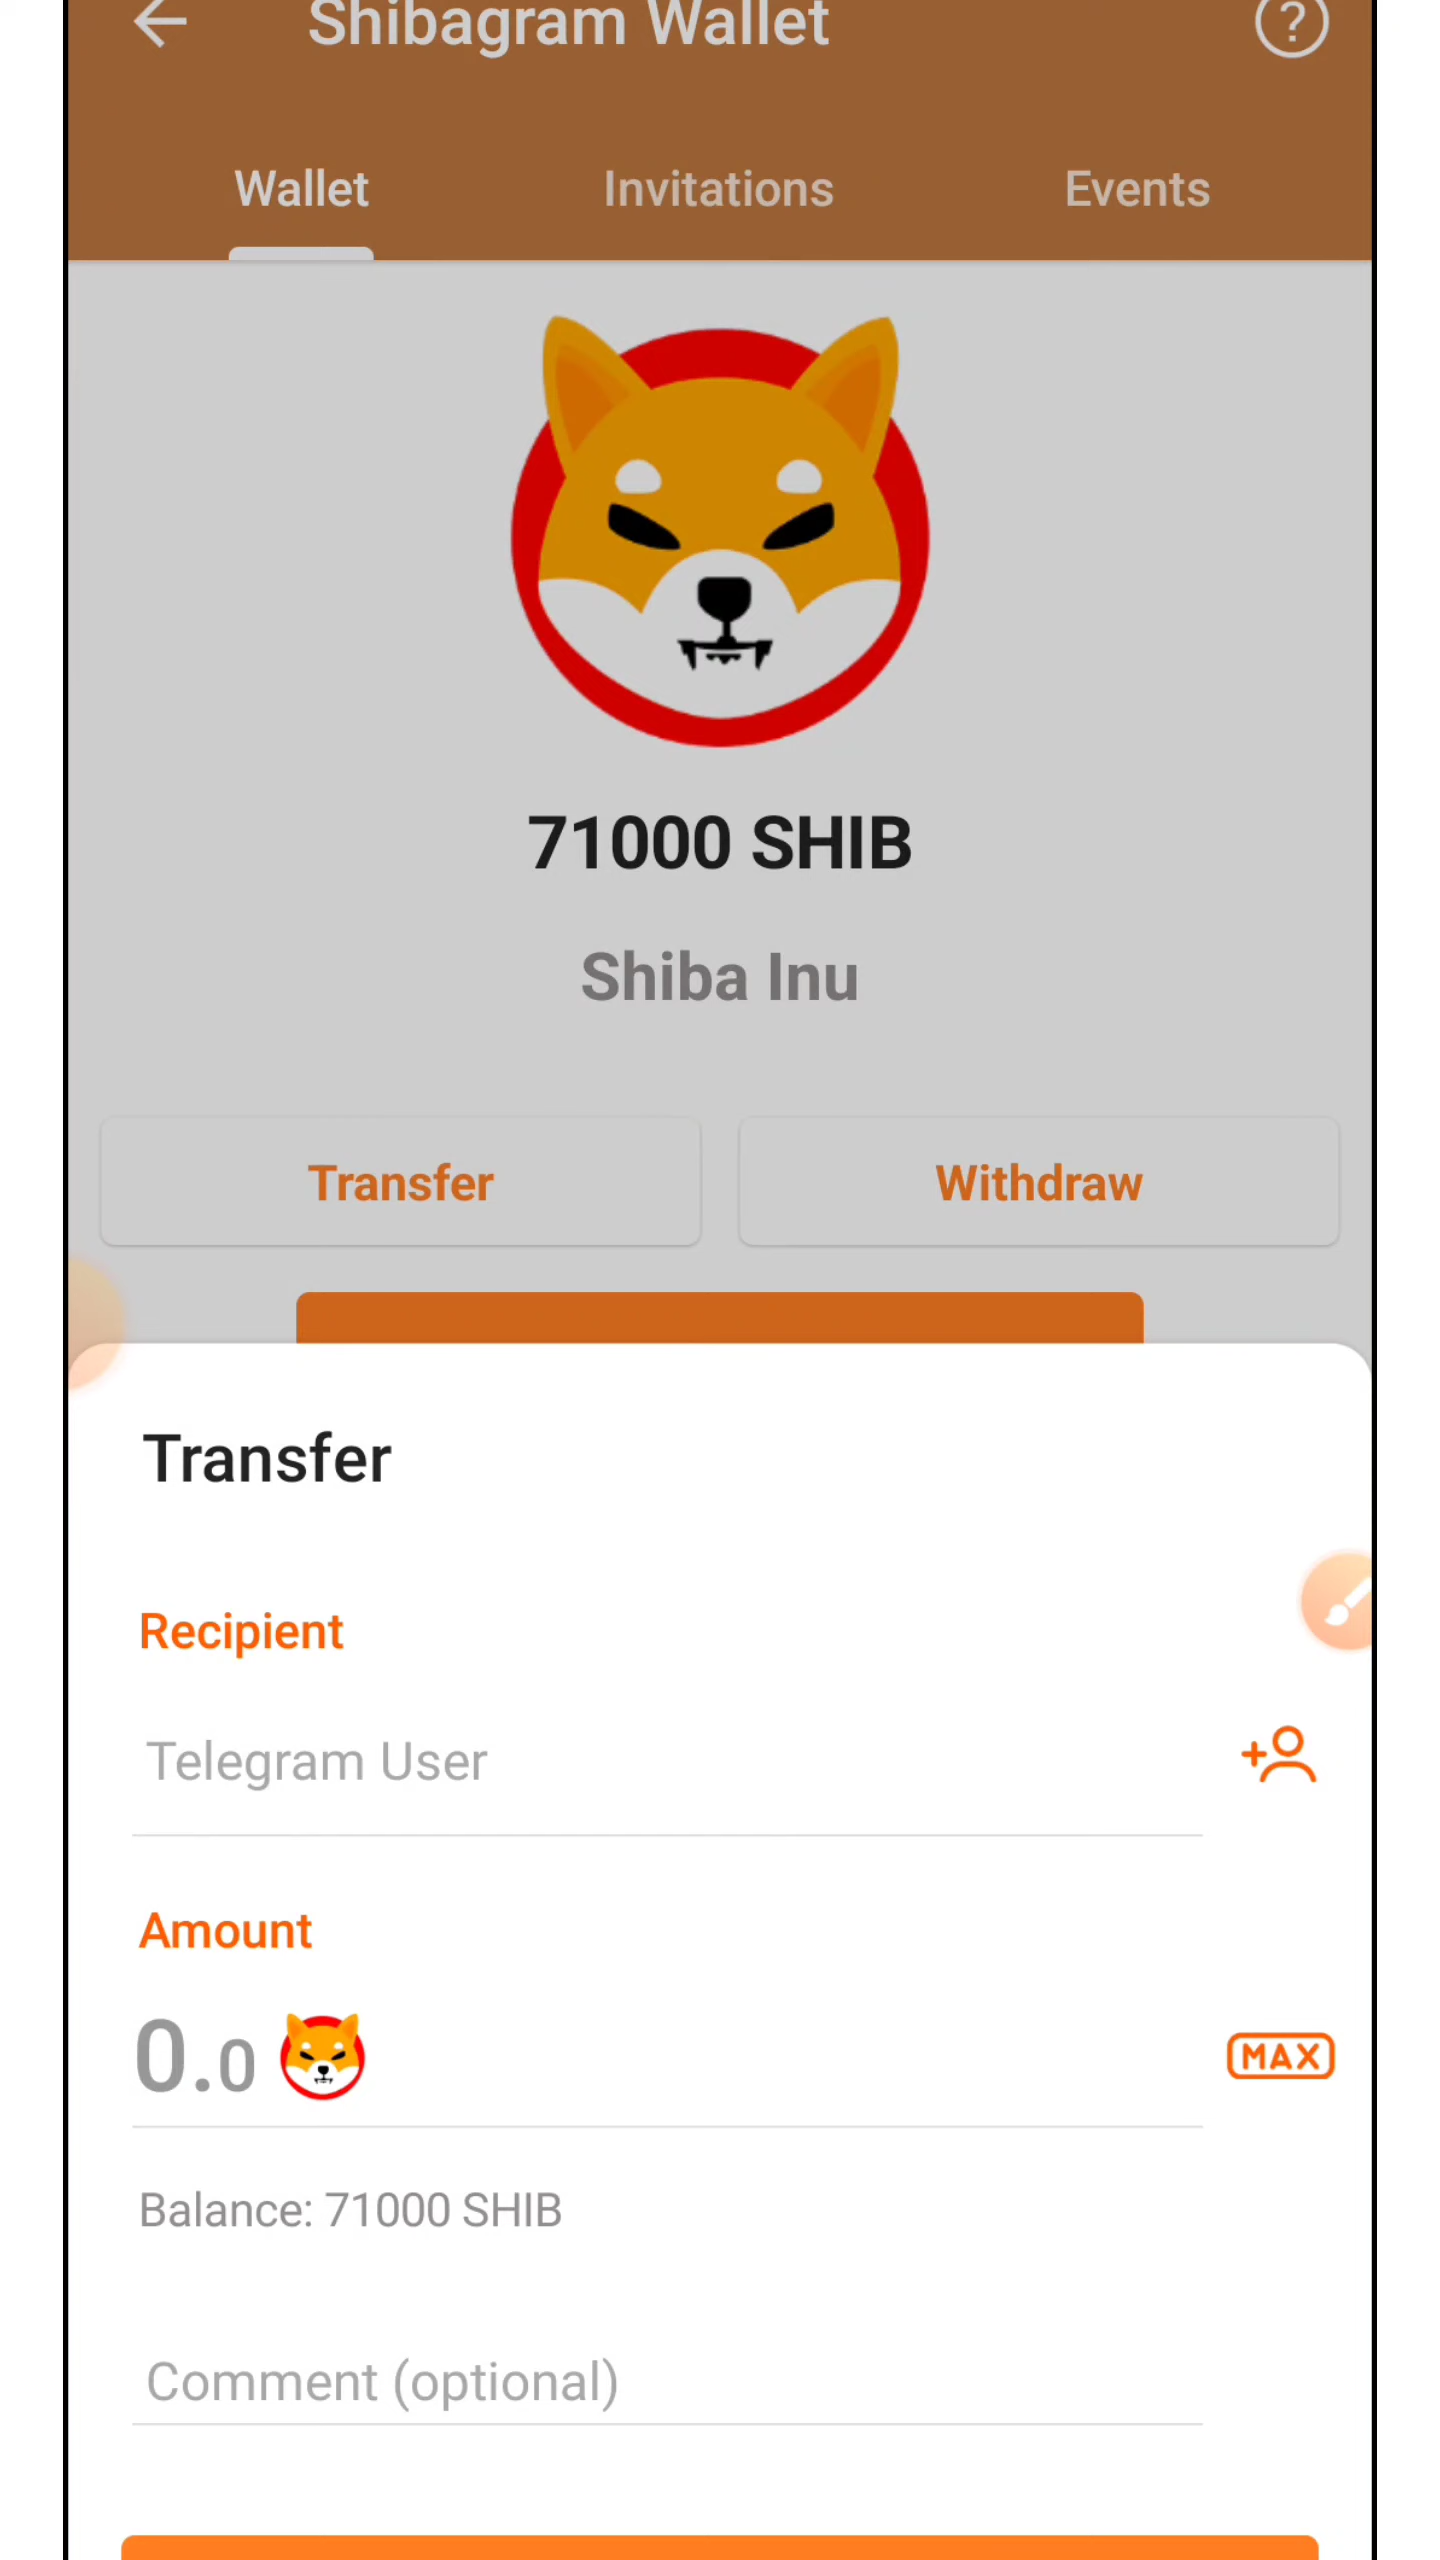 Shibagram Wallet
?
Wallet Invitations Events
71000 SHIB
Shiba Inu
Transfer Withdraw
Transfer
Recipient
Telegram User
Amount
0.0
MAX
Balance: 71000 SHIB
Comment (optional)